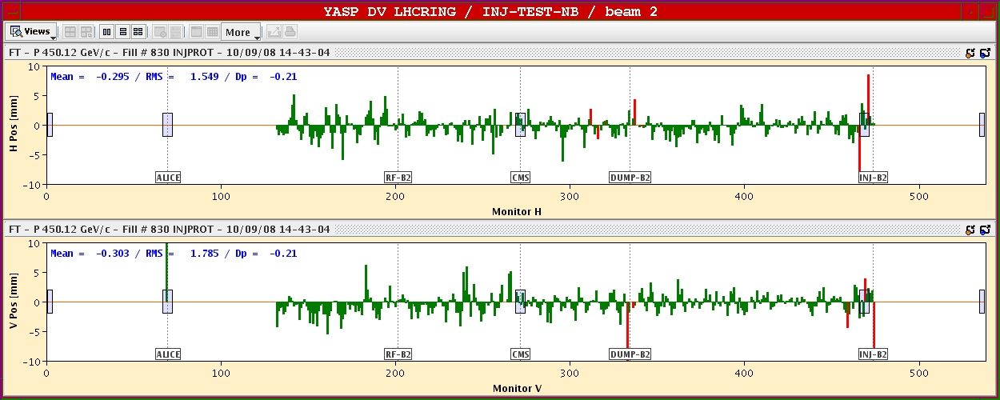 YASP DV LHCRING / INJ-TEST-NB / beam 2
Views More
FT - P 450.12 GeV/c - Fill # 830 INJPROT - 10/09/08 14-43-04
Mean = -0.295 / RMS = 1.549 / Dp = -0.21
H Pos [mm]
10
5
0
-5
-10
ALICE RF-B2 CMS DUMP-B2 INJ-B2
0 100 200 300 400 500
Monitor H
FT - P 450.12 GeV/c - Fill # 830 INJPROT - 10/09/08 14-43-04
Mean = -0.303 / RMS = 1.785 / Dp = -0.21
V Pos [mm]
10
5
0
-5
-10
ALICE RF-B2 CMS DUMP-B2 INJ-B2
0 100 200 300 400 500
Monitor V